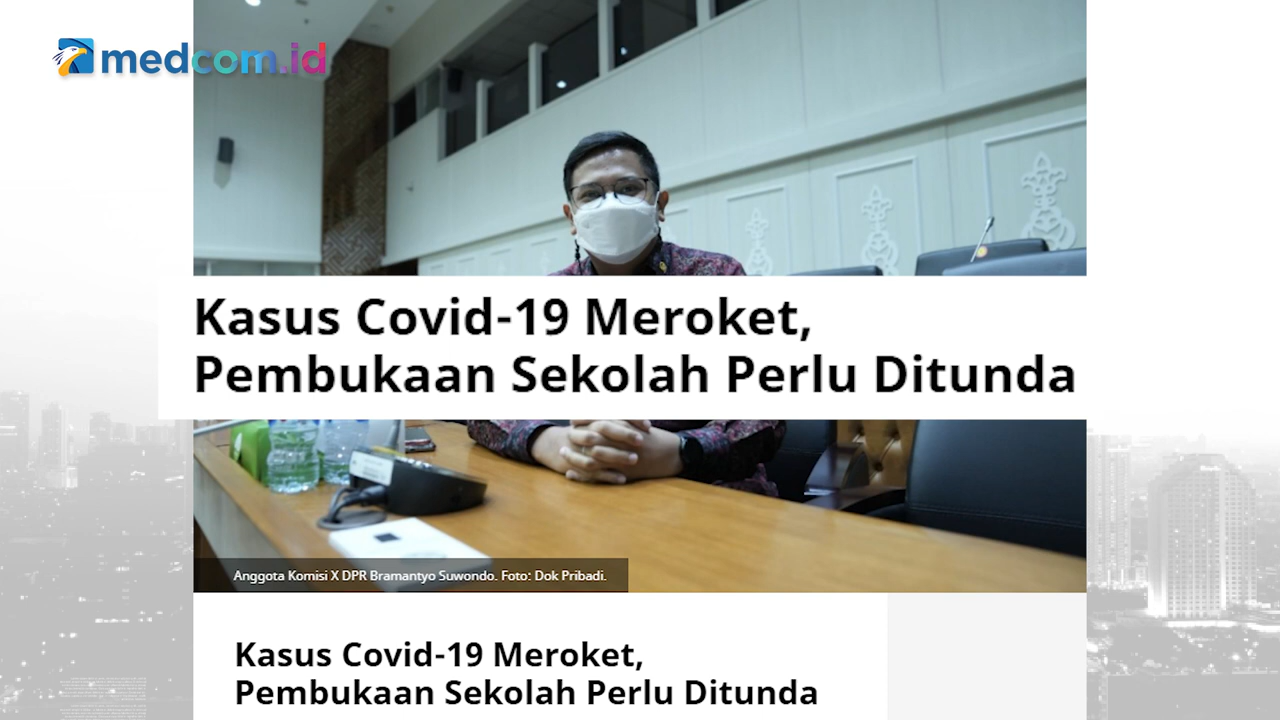 medcom.id
Kasus Covid-19 Meroket,
Pembukaan Sekolah Perlu Ditunda
Anggota Komisi X DPR Bramantyo Suwondo. Foto: Dok Pribadi.
Kasus Covid-19 Meroket,
Pembukaan Sekolah Perlu Ditunda